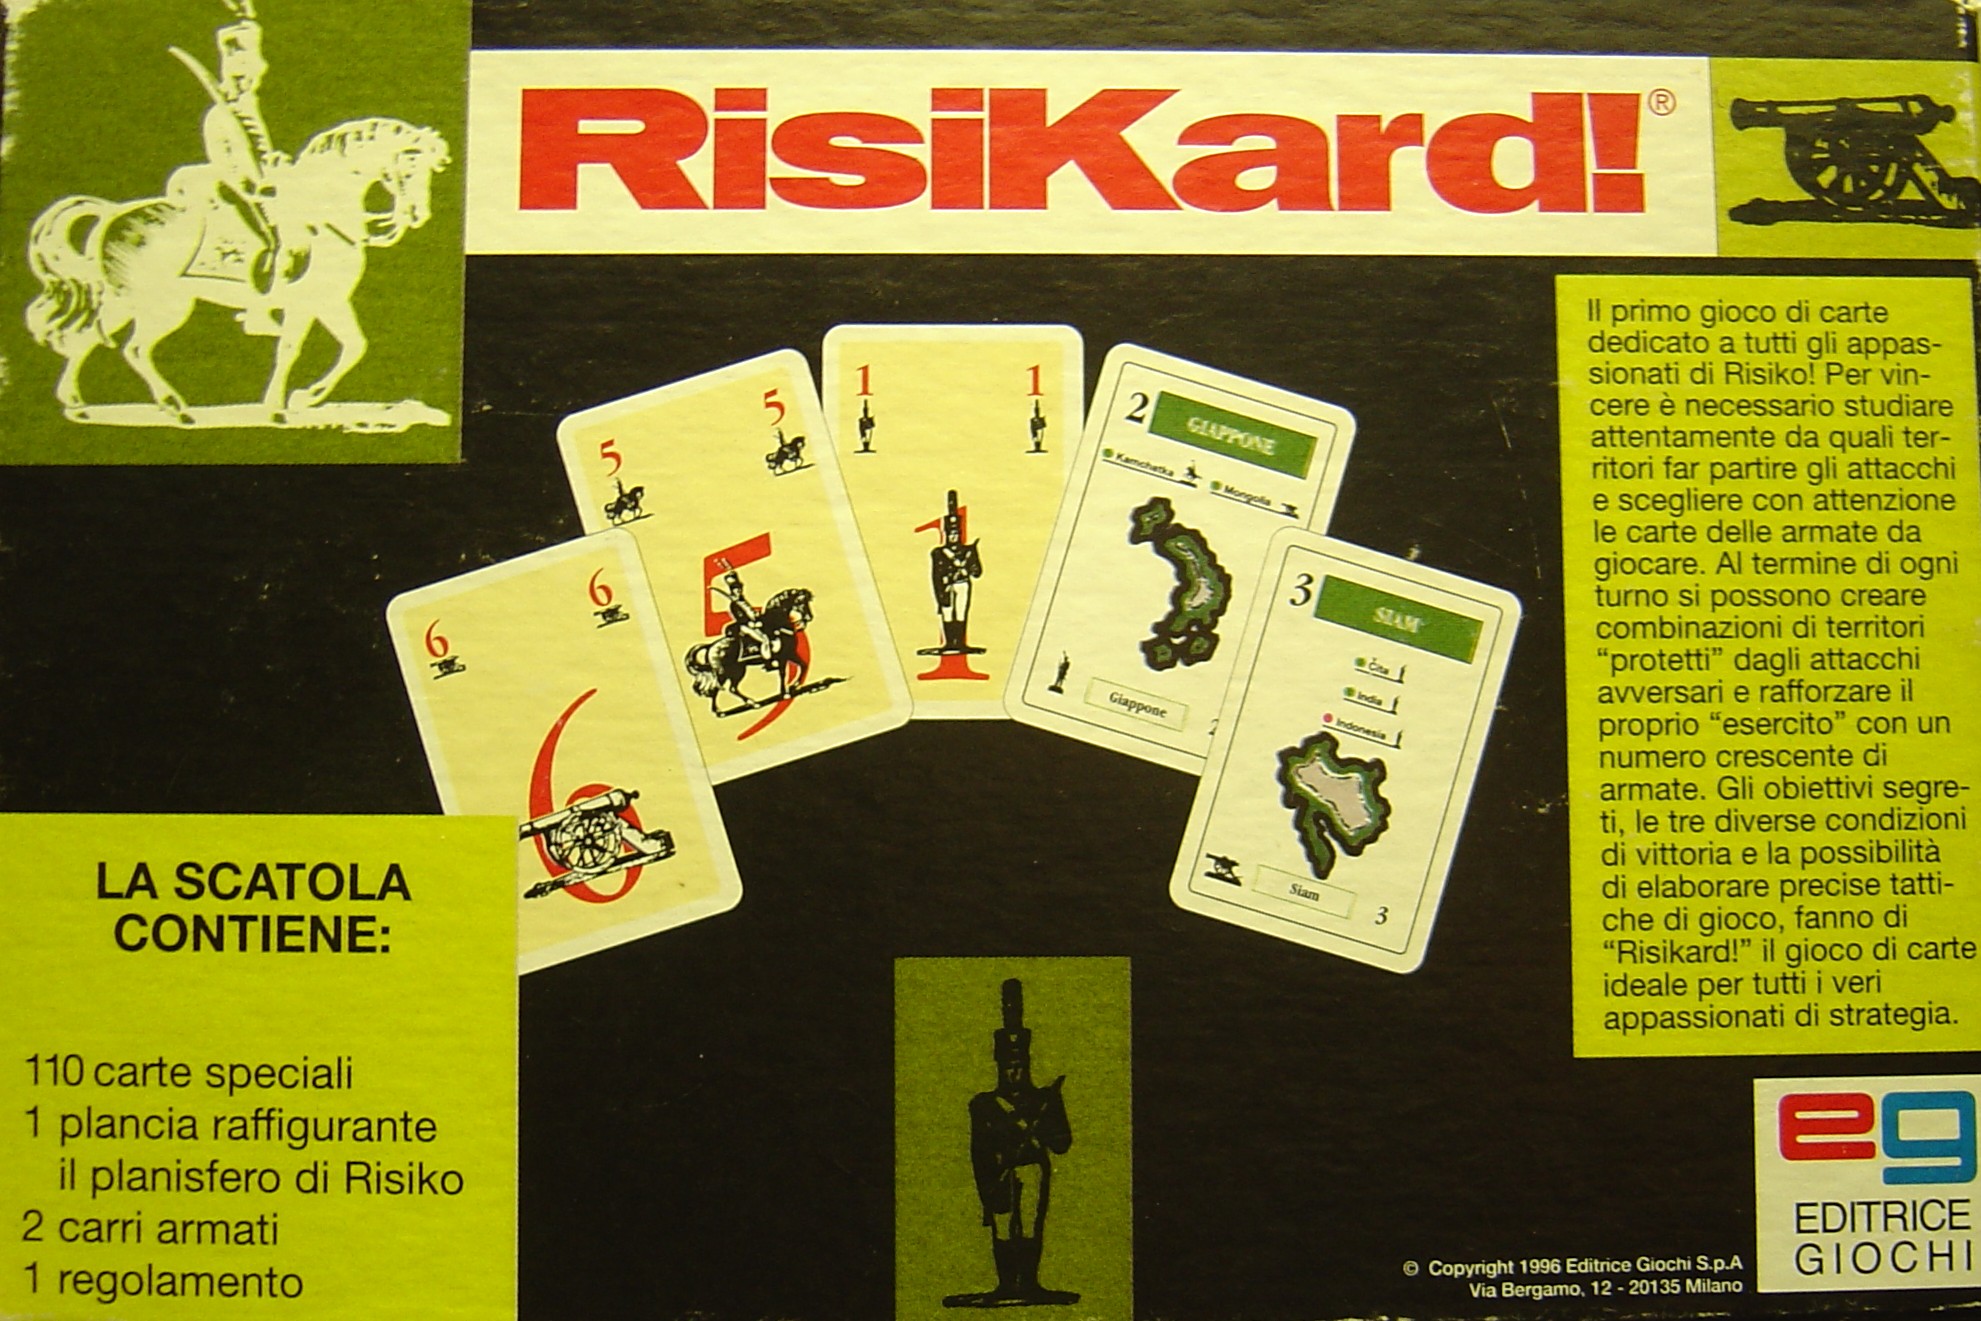 RisiKard!®
5
5
1
1
2
GIAPPONE
Kamchatka
Mongolia
Giappone
2
6
6
5
1
6
3
SIAM
Čita
India
Indonesia
Siam
3
Il primo gioco di carte
dedicato a tutti gli appas-
sionati di Risiko! Per vin-
cere è necessario studiare
attentamente da quali ter-
ritori far partire gli attacchi
e scegliere con attenzione
le carte delle armate da
giocare. Al termine di ogni
turno si possono creare
combinazioni di territori
“protetti” dagli attacchi
avversari e rafforzare il
proprio “esercito” con un
numero crescente di
armate. Gli obiettivi segre-
ti, le tre diverse condizioni
di vittoria e la possibilità
di elaborare precise tatti-
che di gioco, fanno di
“Risikard!” il gioco di carte
ideale per tutti i veri
appassionati di strategia.
LA SCATOLA
CONTIENE:
110 carte speciali
1 plancia raffigurante
il planisfero di Risiko
2 carri armati
1 regolamento
eg
EDITRICE
GIOCHI
© Copyright 1996 Editrice Giochi S.p.A
Via Bergamo, 12 - 20135 Milano